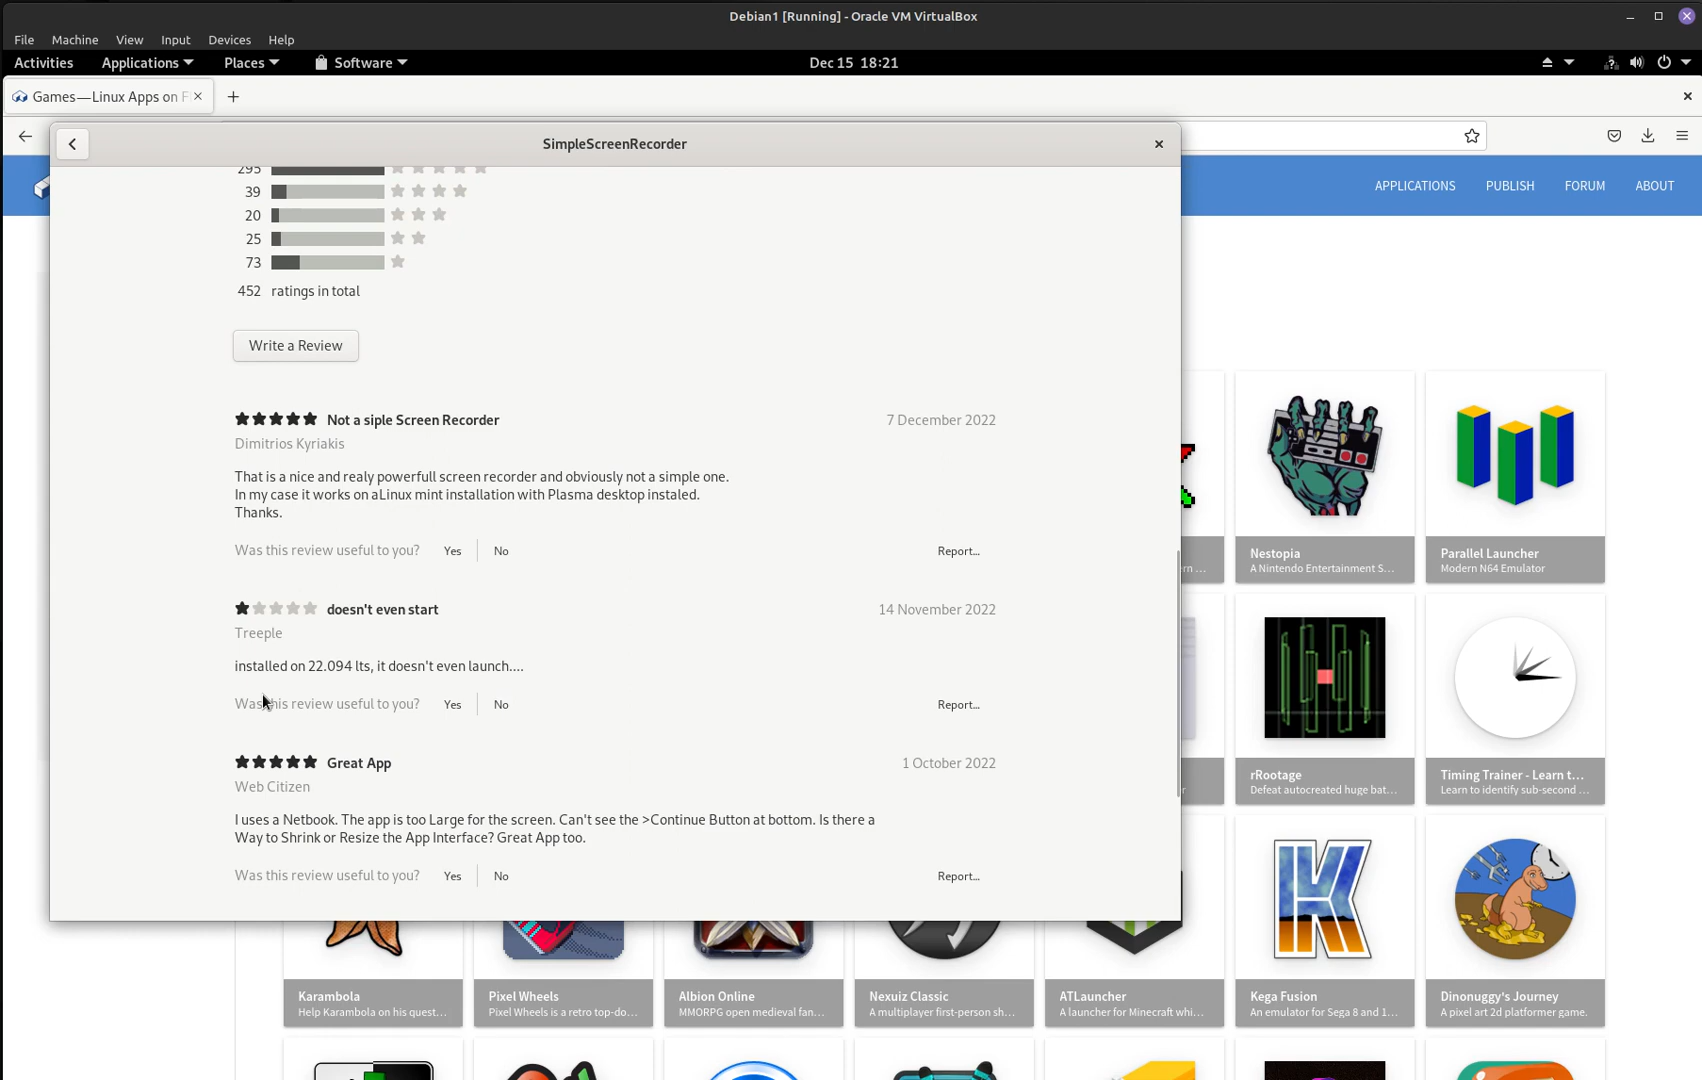 Debian1 [Running] - Oracle VM VirtualBox
File Machine View Input Devices Help
Activities Applications Places Software Dec 15 18:21
Games—Linux Apps on F
SimpleScreenRecorder
APPLICATIONS PUBLISH FORUM ABOUT
295
39
20
25
73
452 ratings in total
Write a Review
Not a siple Screen Recorder 7 December 2022
Dimitrios Kyriakis
That is a nice and realy powerfull screen recorder and obviously not a simple one.
In my case it works on aLinux mint installation with Plasma desktop instaled.
Thanks.
Was this review useful to you? Yes No Report...
doesn't even start 14 November 2022
Treeple
installed on 22.094 lts, it doesn't even launch....
Was this review useful to you? Yes No Report...
Great App 1 October 2022
Web Citizen
I uses a Netbook. The app is too Large for the screen. Can't see the >Continue Button at bottom. Is there a
Way to Shrink or Resize the App Interface? Great App too.
Was this review useful to you? Yes No Report...
Nestopia
A Nintendo Entertainment S...
Parallel Launcher
Modern N64 Emulator
rRootage
Defeat autocreated huge bat...
Timing Trainer - Learn t...
Learn to identify sub-second ...
Karambola
Help Karambola on his quest...
Pixel Wheels
Pixel Wheels is a retro top-do...
Albion Online
MMORPG open medieval fan...
Nexuiz Classic
A multiplayer first-person sh...
ATLauncher
A launcher for Minecraft whi...
Kega Fusion
An emulator for Sega 8 and 1...
Dinonuggy's Journey
A pixel art 2d platformer game.